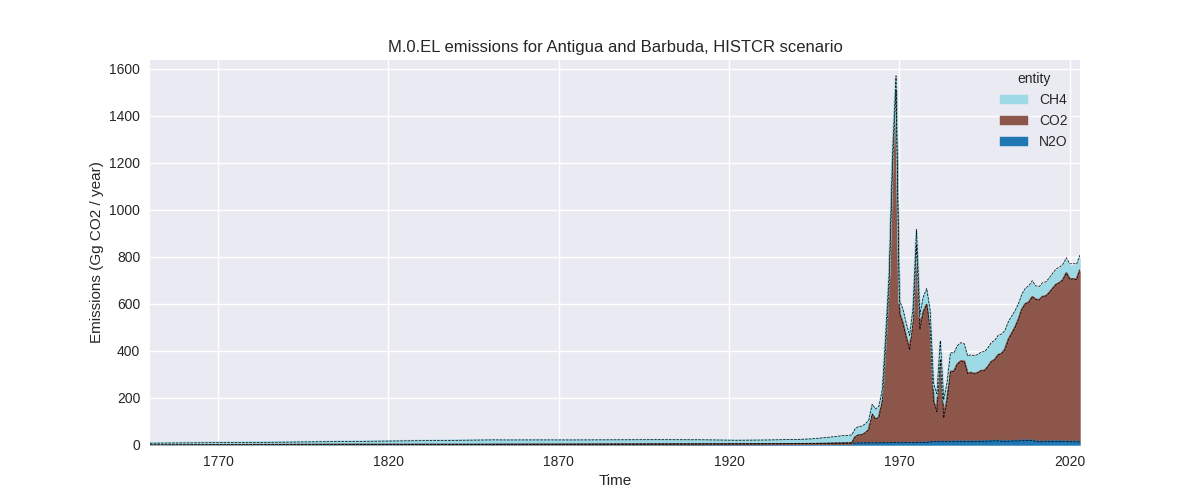 M.0.EL emissions for Antigua and Barbuda, HISTCR scenario
1600
1400
1200
1000
800
600
400
200
0
Emissions (Gg CO2 / year)
entity
CH4
CO2
N2O
1770
1820
1870
1920
1970
2020
Time